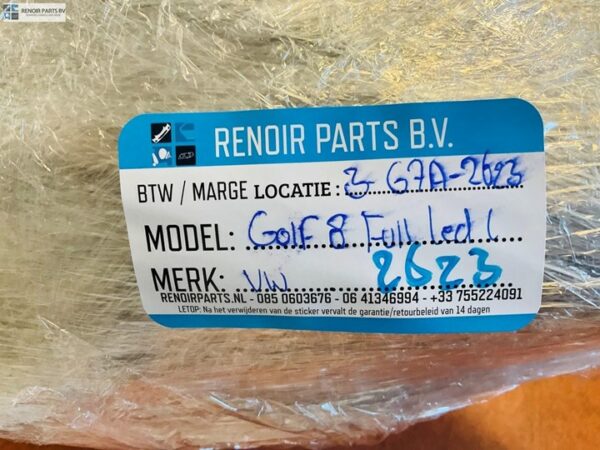 RENOIR PARTS BV
RENOIR PARTS B.V.
BTW / MARGE LOCATIE: 3 G7A-2623
MODEL: Golf 8 Full Led L
MERK: VW 2623
RENOIRPARTS.NL - 085 0603676 - 06 41346994 - +33 755224091
LETOP: Na het verwijderen van de sticker vervalt de garantie/retourbeleid van 14 dagen